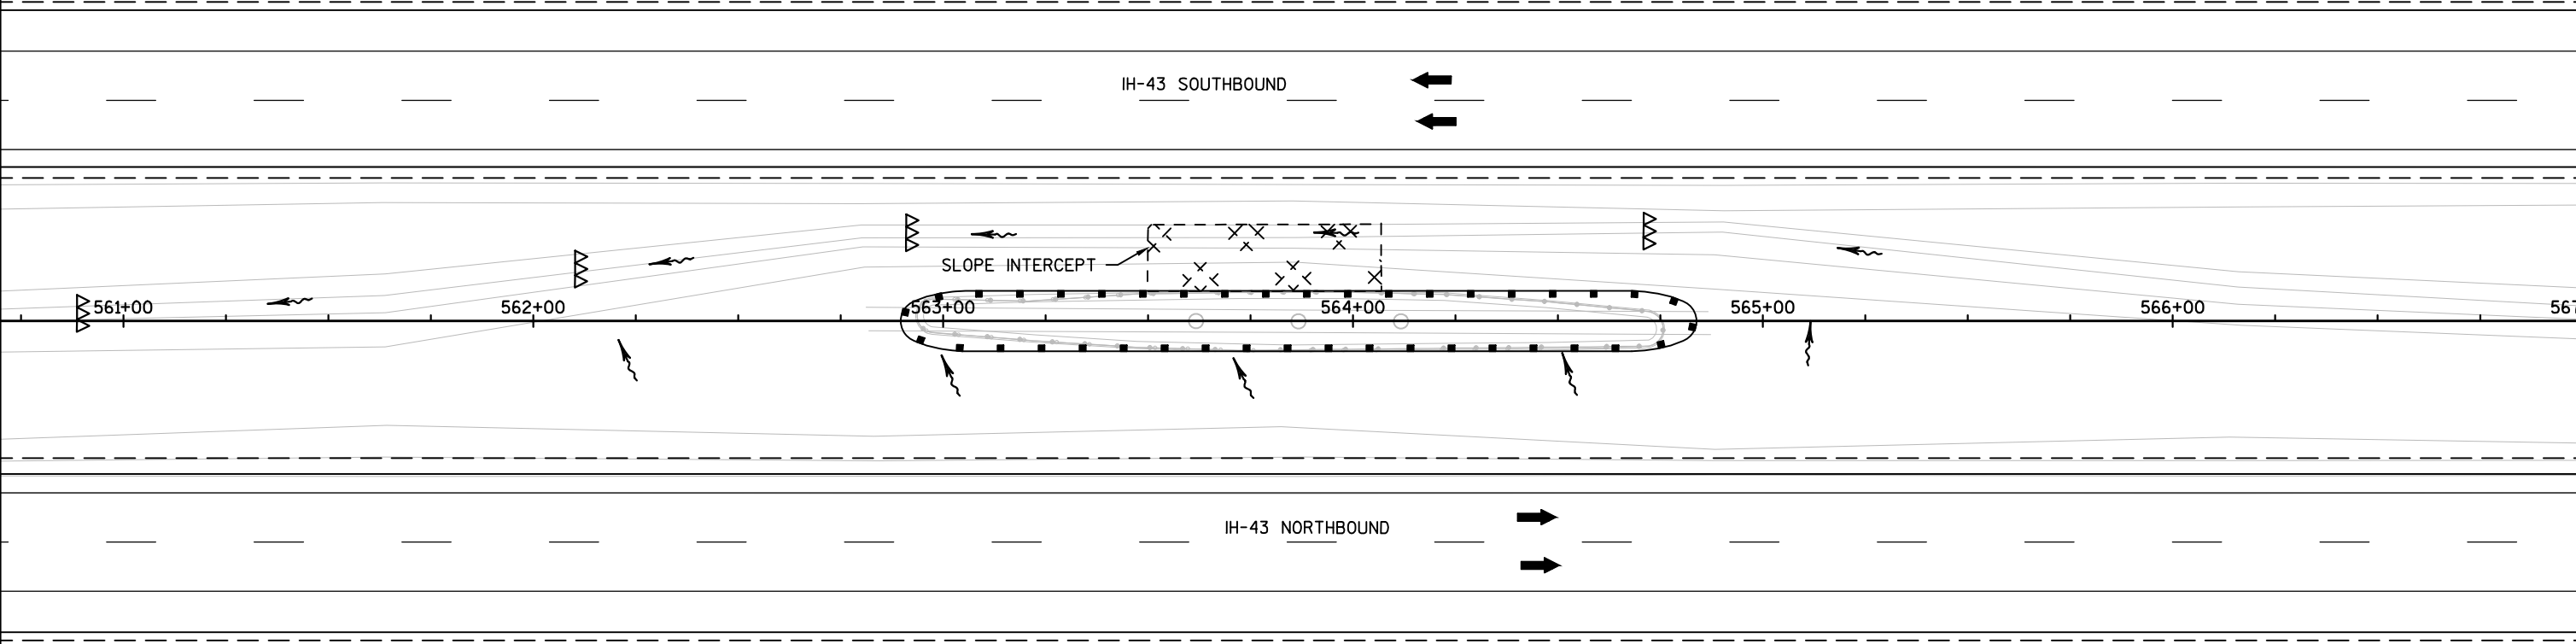 IH-43 SOUTHBOUND
SLOPE INTERCEPT
561+00 562+00 563+00 564+00 565+00 566+00
IH-43 NORTHBOUND